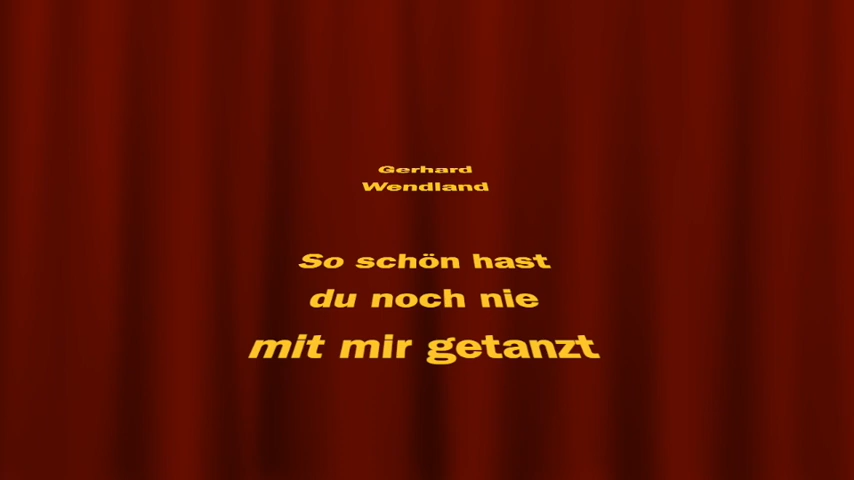 Gerhard
Wendland
So schön hast
du noch nie
mit mir getanzt